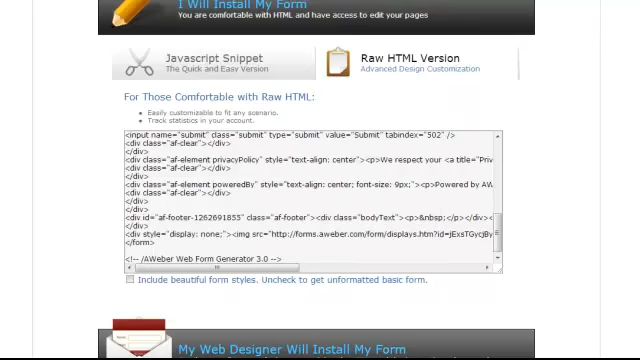 I Will Install My Form
You are comfortable with HTML and have access to edit your pages
Javascript Snippet
The Quick and Easy Version
Raw HTML Version
Advanced Design Customization
For Those Comfortable with Raw HTML:
Easily customizable to fit any scenario.
Track statistics in your account.
<input name="submit" class="submit" type="submit" value="Submit" tabindex="502" />
<div class="af-clear"></div>
</div>
<div class="af-element privacyPolicy" style="text-align: center"><p>We respect your <a title="Priv
<div class="af-clear"></div>
</div>
<div class="af-element poweredBy" style="text-align: center; font-size: 9px;"><p>Powered by AW
<div class="af-clear"></div>
</div>
</div>
<div id="af-footer-1262691855" class="af-footer"><div class="bodyText"><p>&nbsp;</p></div><
</div>
<div style="display: none;"><img src="http://forms.aweber.com/form/displays.htm?id=jExsTGycjBy
</form>
<!-- /AWeber Web Form Generator 3.0 -->
Include beautiful form styles. Uncheck to get unformatted basic form.
My Web Designer Will Install My Form